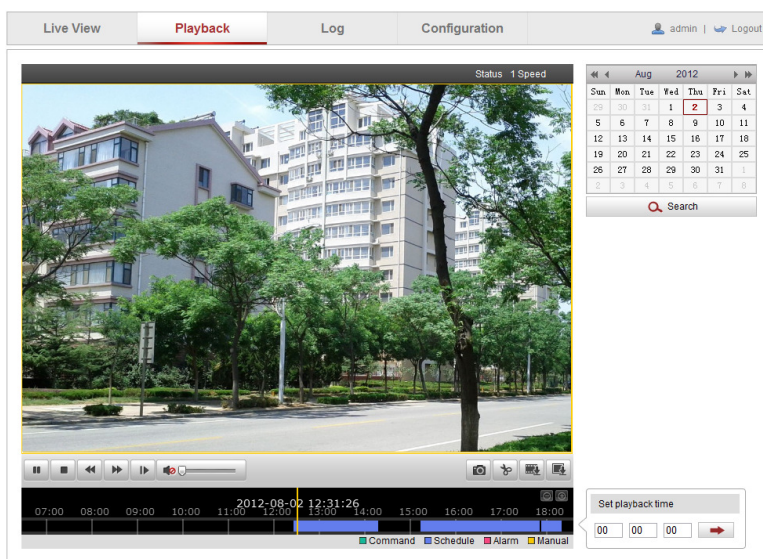 Live View Playback Log Configuration admin | Logout
Status 1 Speed
Aug 2012
Sun Mon Tue Wed Thu Fri Sat
29 30 31 1 2 3 4
5 6 7 8 9 10 11
12 13 14 15 16 17 18
19 20 21 22 23 24 25
26 27 28 29 30 31 1
2 3 4 5 6 7 8
Search
2012-08-02 12:31:26
07:00 08:00 09:00 10:00 11:00 12:00 13:00 14:00 15:00 16:00 17:00 18:00
Command Schedule Alarm Manual
Set playback time
00 00 00